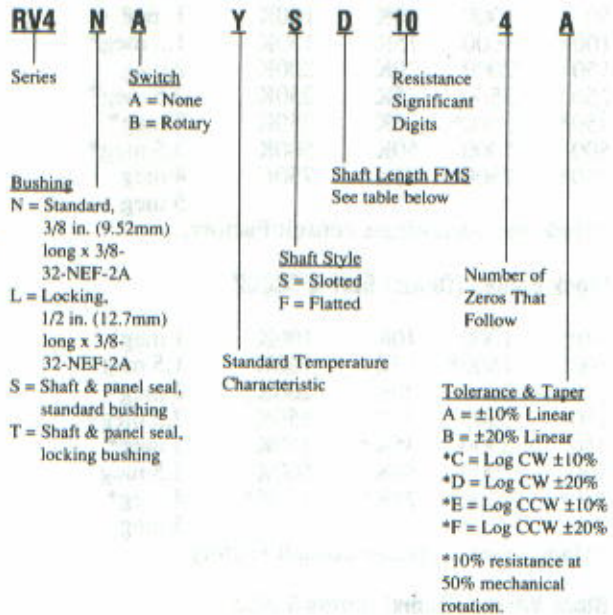 RV4 N A Y S D 10 4 A
Series
Switch
A = None
B = Rotary
Resistance
Significant
Digits
Bushing
N = Standard,
3/8 in. (9.52mm)
long x 3/8-
32-NEF-2A
L = Locking,
1/2 in. (12.7mm)
long x 3/8-
32-NEF-2A
S = Shaft & panel seal,
standard bushing
T = Shaft & panel seal,
locking bushing
Shaft Length FMS
See table below
Shaft Style
S = Slotted
F = Flatted
Standard Temperature
Characteristic
Number of
Zeros That
Follow
Tolerance & Taper
A = ±10% Linear
B = ±20% Linear
*C = Log CW ±10%
*D = Log CW ±20%
*E = Log CCW ±10%
*F = Log CCW ±20%
*10% resistance at
50% mechanical
rotation.